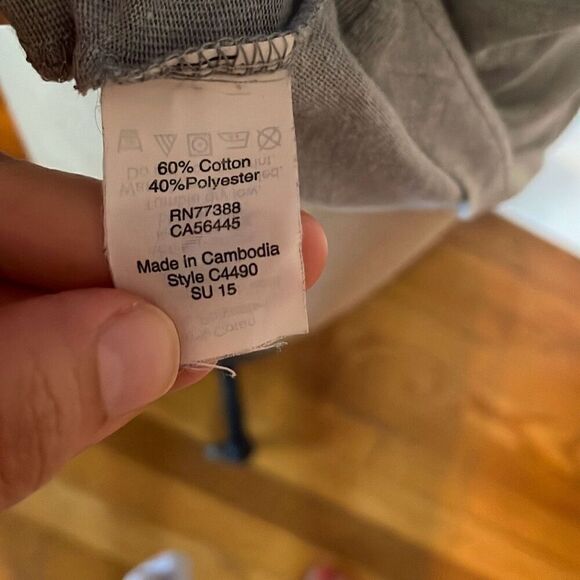 60% Cotton
40%Polyester
RN77388
CA56445
Made in Cambodia
Style C4490
SU 15